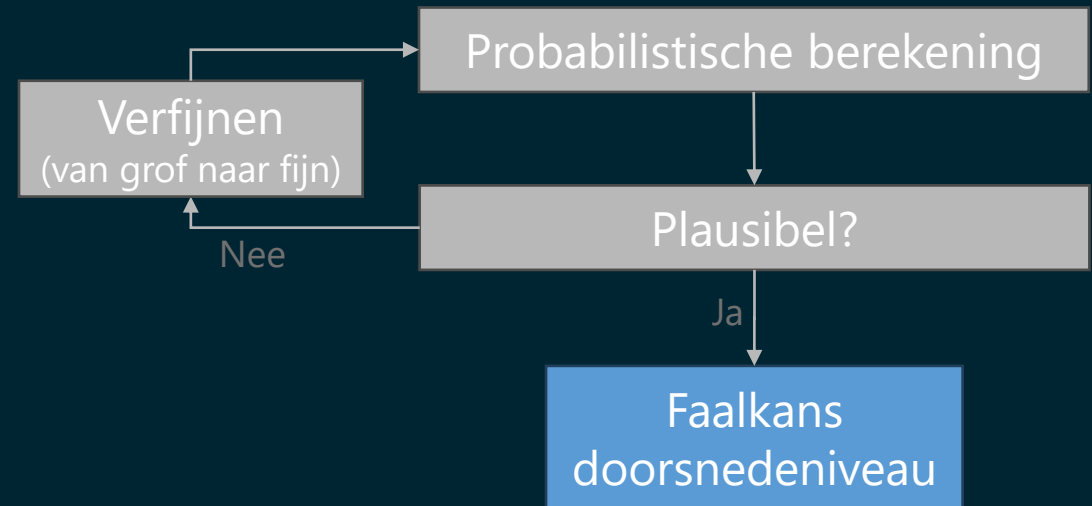 Probabilistische berekening
Verfijnen
(van grof naar fijn)
Plausibel?
Nee
Ja
Faalkans
doorsnedeniveau